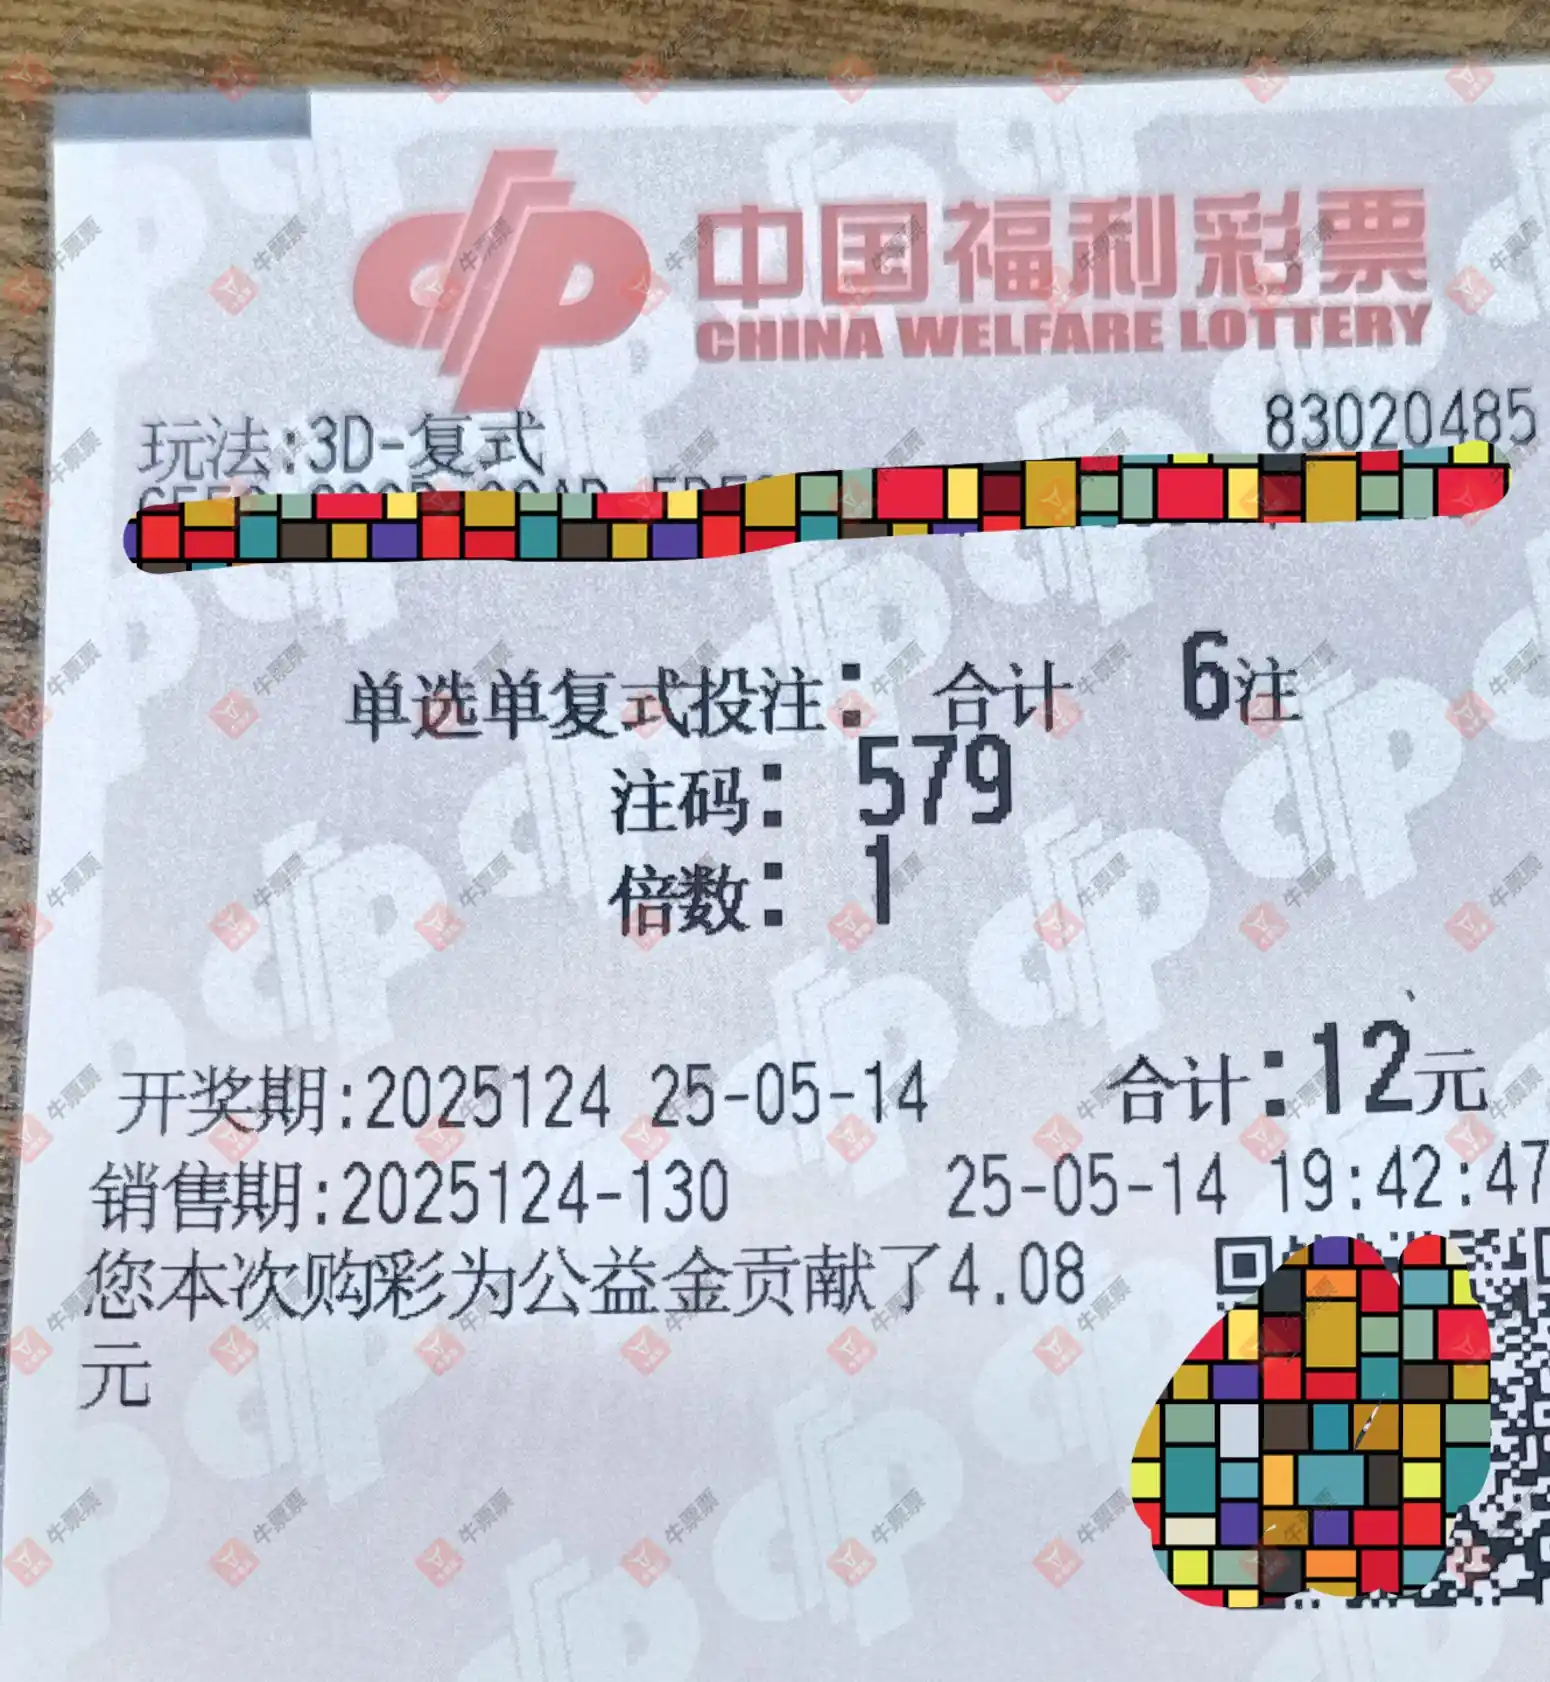 中国福利彩票
CHINA WELFARE LOTTERY
玩法:3D-复式 83020485
单选单复式投注: 合计 6注
注码: 579
倍数: 1
开奖期:2025124 25-05-14 合计:12元
销售期:2025124-130 25-05-14 19:42:47
您本次购彩为公益金贡献了4.08
元
牛票票